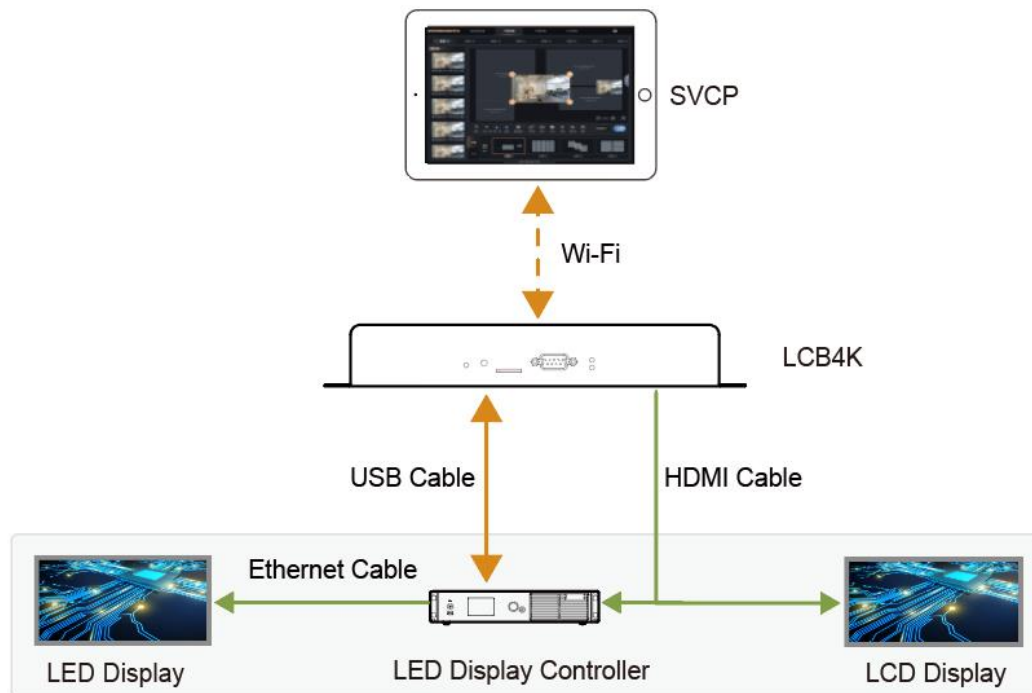 SVCP
Wi-Fi
LCB4K
USB Cable
HDMI Cable
Ethernet Cable
LED Display
LED Display Controller
LCD Display